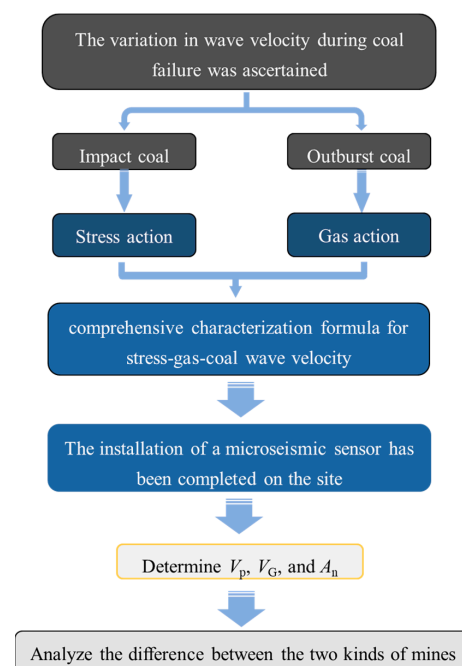 The variation in wave velocity during coal
failure was ascertained
Impact coal
Outburst coal
Stress action
Gas action
comprehensive characterization formula for
stress-gas-coal wave velocity
The installation of a microseismic sensor has
been completed on the site
Determine Vp, VG, and An
Analyze the difference between the two kinds of mines